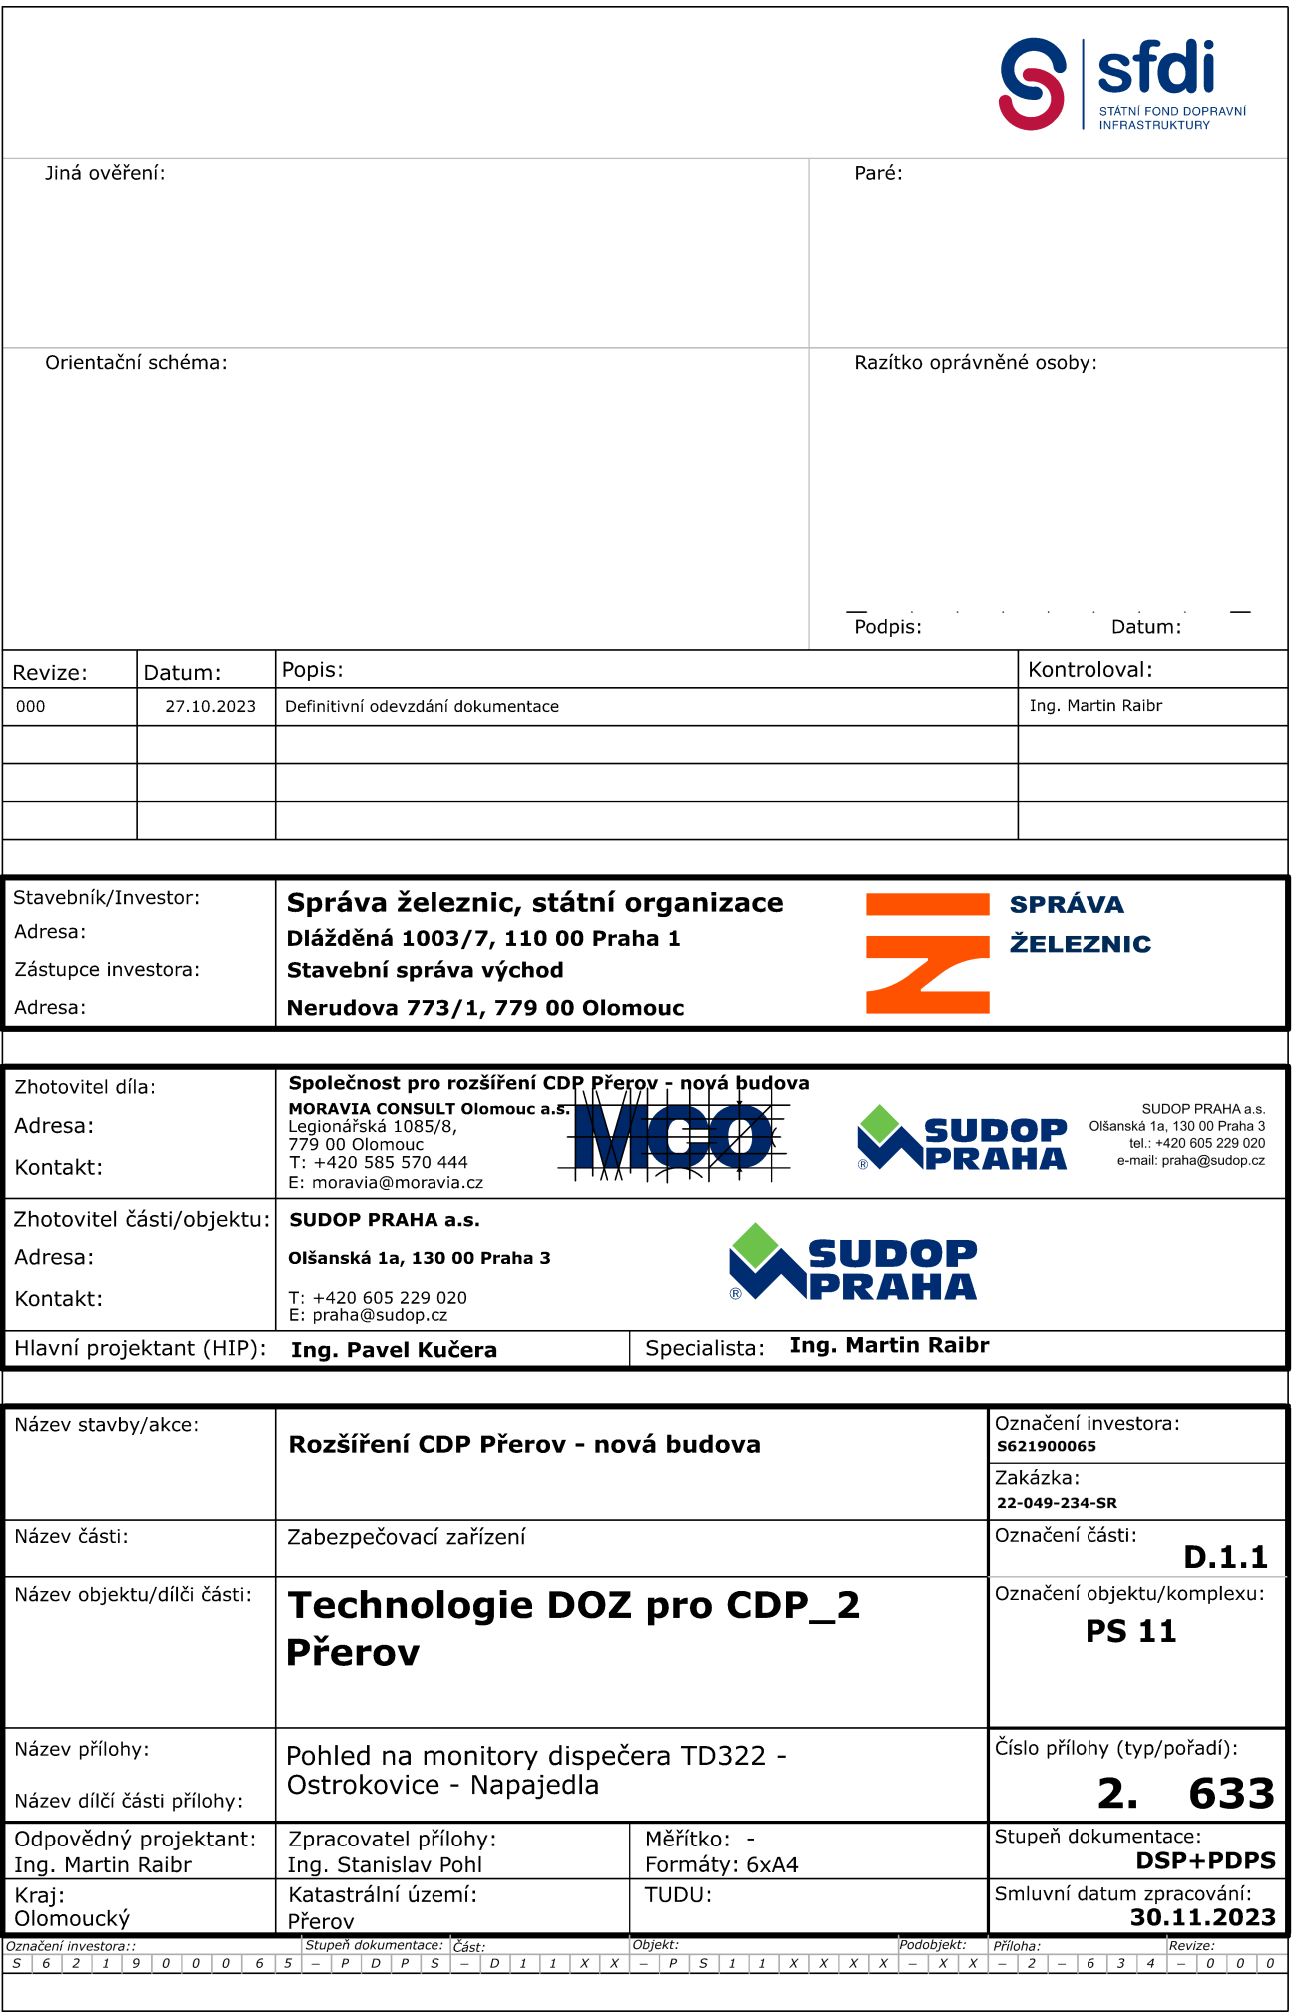 sfdi
STÁTNÍ FOND DOPRAVNÍ
INFRASTRUKTURY
Jiná ověření:
Paré:
Orientační schéma:
Razítko oprávněné osoby:
Podpis: Datum:
Revize: Datum: Popis: Kontroloval:
000 27.10.2023 Definitivní odevzdání dokumentace Ing. Martin Raibr
Stavebník/Investor: Správa železnic, státní organizace
Adresa: Dlážděná 1003/7, 110 00 Praha 1
Zástupce investora: Stavební správa východ
Adresa: Nerudova 773/1, 779 00 Olomouc
SPRÁVA
ŽELEZNIC
Zhotovitel díla: Společnost pro rozšíření CDP Přerov - nová budova
MORAVIA CONSULT Olomouc a.s.
Adresa: Legionářská 1085/8,
779 00 Olomouc
Kontakt: T: +420 585 570 444
E: moravia@moravia.cz
MCO
® SUDOP
PRAHA
SUDOP PRAHA a.s.
Olšanská 1a, 130 00 Praha 3
tel.: +420 605 229 020
e-mail: praha@sudop.cz
Zhotovitel části/objektu: SUDOP PRAHA a.s.
Adresa: Olšanská 1a, 130 00 Praha 3
Kontakt: T: +420 605 229 020
E: praha@sudop.cz
® SUDOP
PRAHA
Hlavní projektant (HIP): Ing. Pavel Kučera Specialista: Ing. Martin Raibr
Název stavby/akce: Rozšíření CDP Přerov - nová budova
Označení investora:
S621900065
Zakázka:
22-049-234-SR
Název části: Zabezpečovací zařízení
Označení části:
D.1.1
Název objektu/dílči části: Technologie DOZ pro CDP_2
Přerov
Označení objektu/komplexu:
PS 11
Název přílohy: Pohled na monitory dispečera TD322 -
Ostrokovice - Napajedla
Název dílčí části přílohy:
Číslo přílohy (typ/pořadí):
2. 633
Odpovědný projektant: Zpracovatel přílohy: Měřítko: - Stupeň dokumentace:
Ing. Martin Raibr Ing. Stanislav Pohl Formáty: 6xA4 DSP+PDPS
Kraj: Katastrální území: TUDU: Smluvní datum zpracování:
Olomoucký Přerov 30.11.2023
Označení investora:: Stupeň dokumentace: Část: Objekt: Podobjekt: Příloha: Revize:
S 6 2 1 9 0 0 0 6 5 – P D P S – D 1 1 X X – P S 1 1 X X X X – X X – 2 – 6 3 4 – 0 0 0